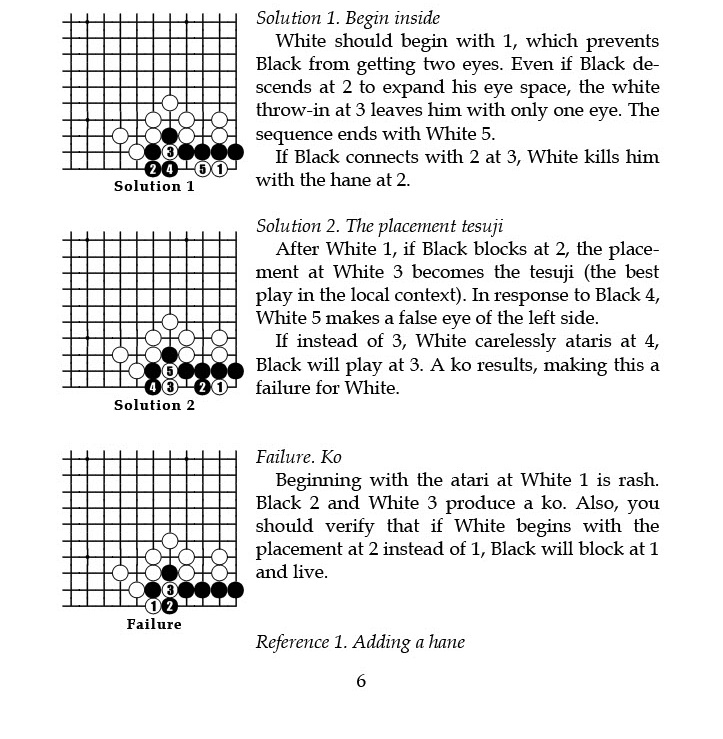 Solution 1. Begin inside
White should begin with 1, which prevents
Black from getting two eyes. Even if Black de-
scends at 2 to expand his eye space, the white
throw-in at 3 leaves him with only one eye. The
sequence ends with White 5.
If Black connects with 2 at 3, White kills him
with the hane at 2.
3
2 4 5 1
Solution 1
Solution 2. The placement tesuji
After White 1, if Black blocks at 2, the place-
ment at White 3 becomes the tesuji (the best
play in the local context). In response to Black 4,
White 5 makes a false eye of the left side.
If instead of 3, White carelessly ataris at 4,
Black will play at 3. A ko results, making this a
failure for White.
5
4 3 2 1
Solution 2
Failure. Ko
Beginning with the atari at White 1 is rash.
Black 2 and White 3 produce a ko. Also, you
should verify that if White begins with the
placement at 2 instead of 1, Black will block at 1
and live.
3
1 2
Failure
Reference 1. Adding a hane
6